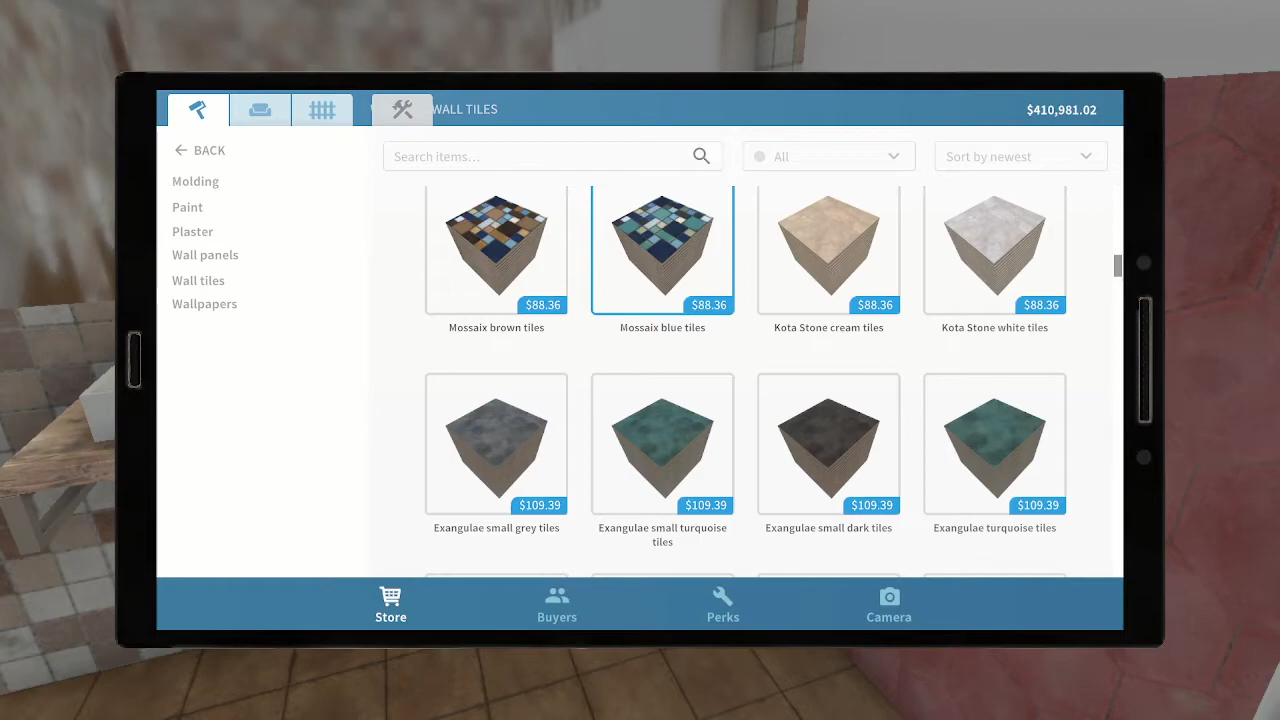 WALL TILES
$410,981.02
BACK
Search items...
All
Sort by newest
Molding
Paint
Plaster
Wall panels
Wall tiles
Wallpapers
$88.36
$88.36
$88.36
$88.36
Mossaix brown tiles
Mossaix blue tiles
Kota Stone cream tiles
Kota Stone white tiles
$109.39
$109.39
$109.39
$109.39
Exangulae small grey tiles
Exangulae small turquoise
tiles
Exangulae small dark tiles
Exangulae turquoise tiles
Store
Buyers
Perks
Camera